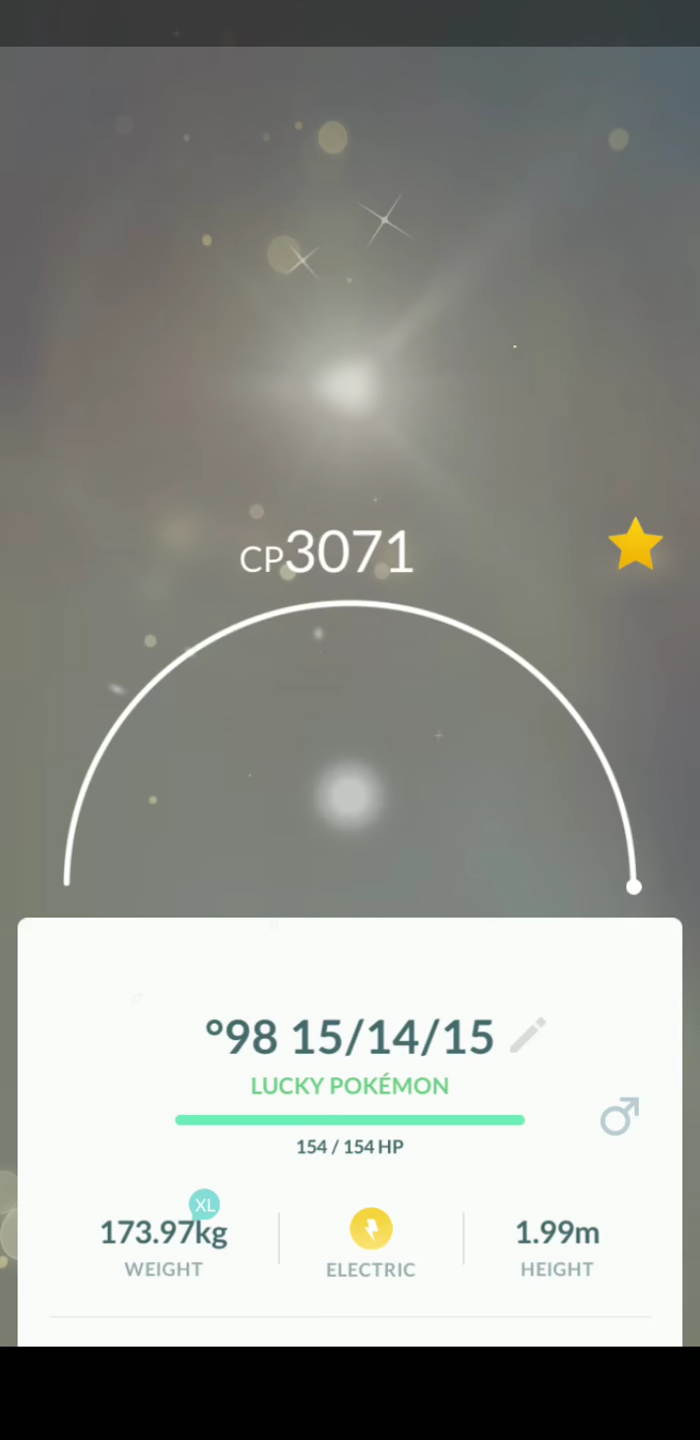 CP3071
°98 15/14/15
LUCKY POKÉMON
154 / 154 HP
XL
173.97kg
WEIGHT
ELECTRIC
1.99m
HEIGHT